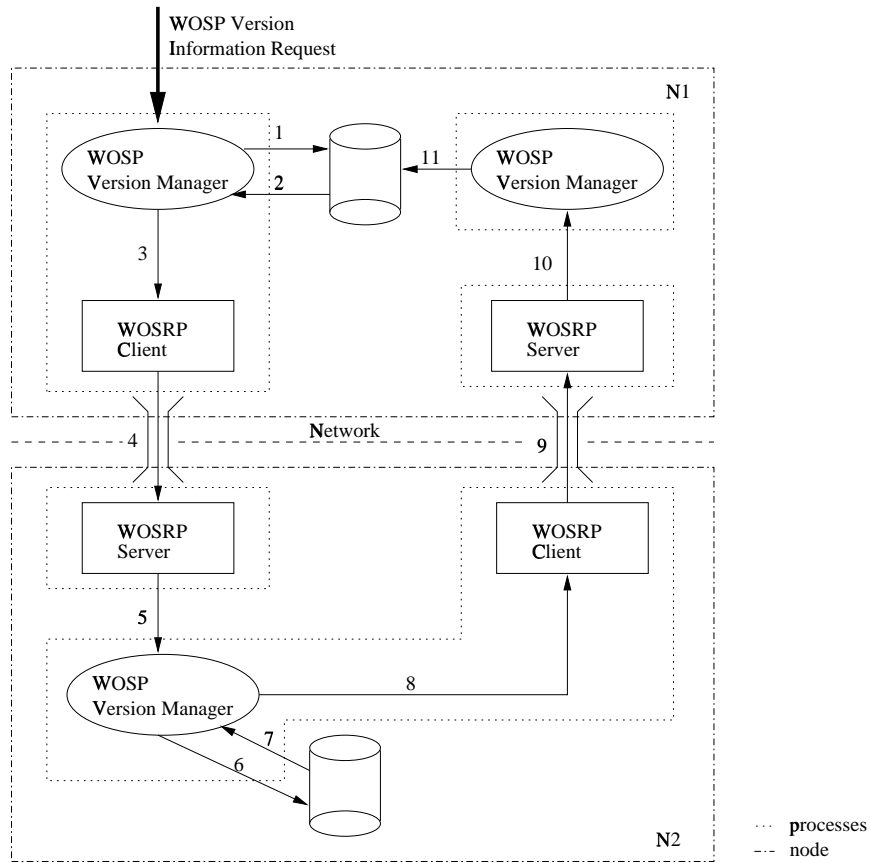 WOSP Version
Information Request
N1
1
2
WOSP
Version Manager
11
WOSP
Version Manager
3
10
WOSRP
Client
WOSRP
Server
4
Network
9
WOSRP
Server
WOSRP
Client
5
WOSP
Version Manager
8
7
6
N2
processes
node